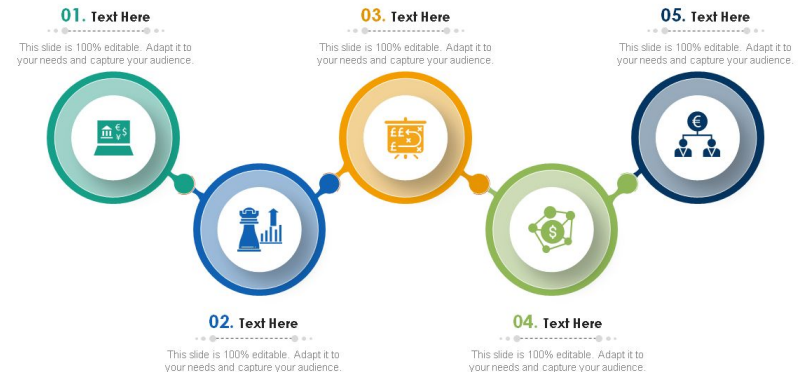 01. Text Here
This slide is 100% editable. Adapt it to
your needs and capture your audience.
02. Text Here
This slide is 100% editable. Adapt it to
your needs and capture your audience.
03. Text Here
This slide is 100% editable. Adapt it to
your needs and capture your audience.
04. Text Here
This slide is 100% editable. Adapt it to
your needs and capture your audience.
05. Text Here
This slide is 100% editable. Adapt it to
your needs and capture your audience.